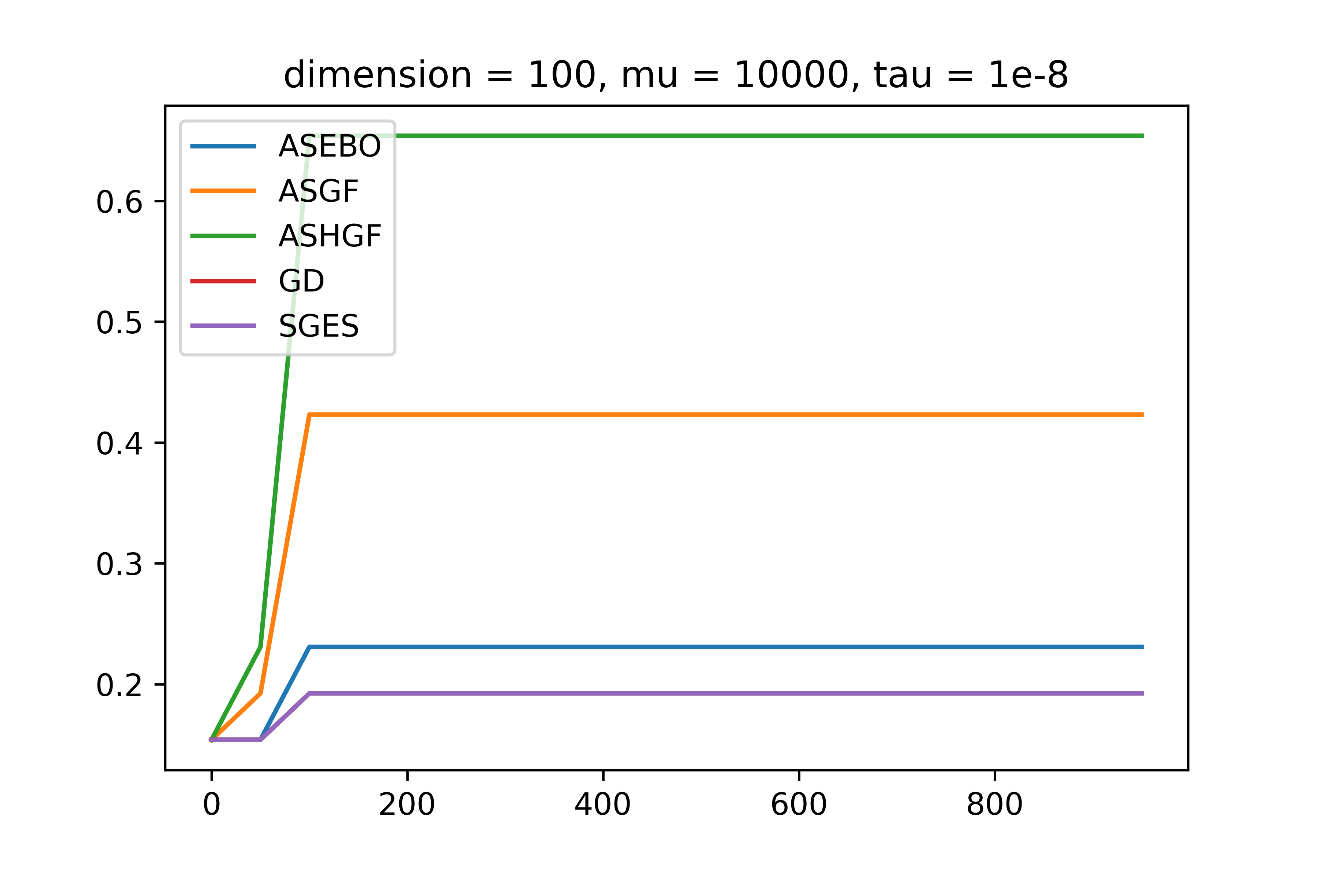 dimension = 100, mu = 10000, tau = 1e-8
ASEBO
ASGF
ASHGF
GD
SGES
0.6
0.5
0.4
0.3
0.2
0 200 400 600 800